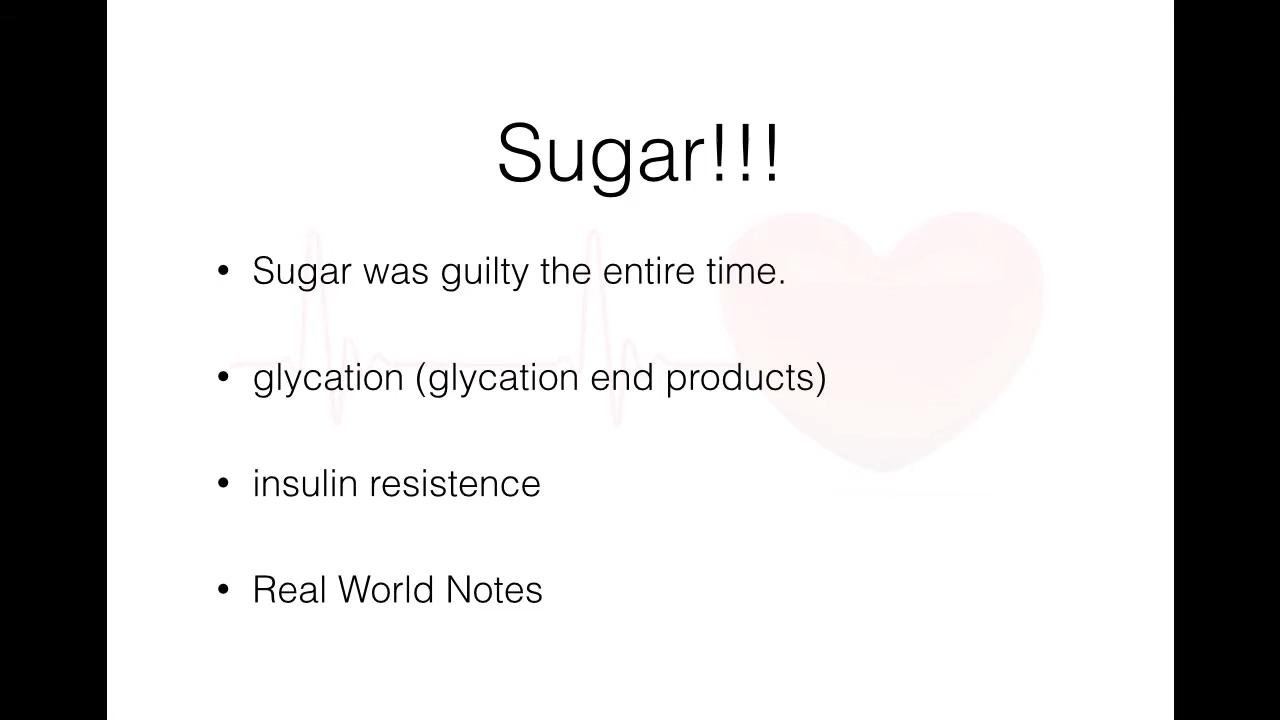 Sugar!!!
• Sugar was guilty the entire time.
• glycation (glycation end products)
• insulin resistence
• Real World Notes